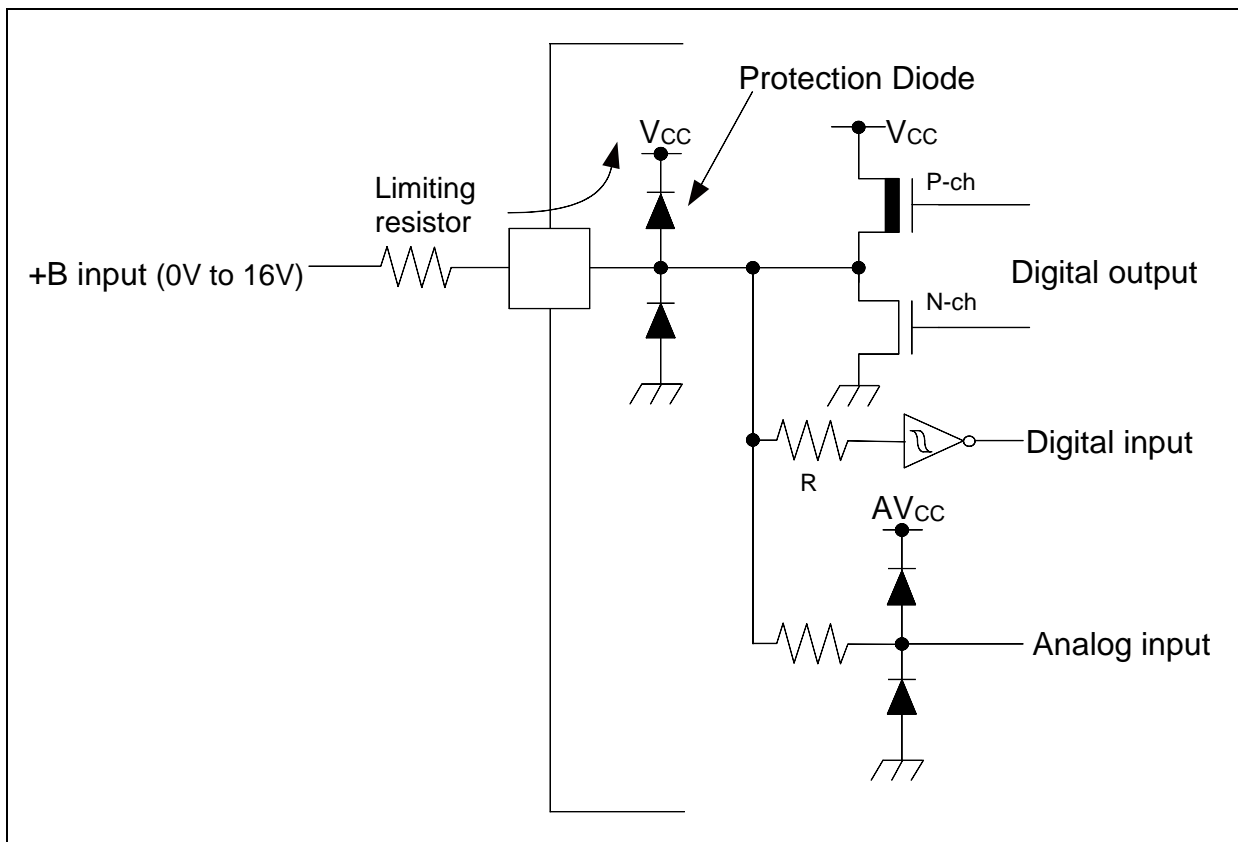 Protection Diode
VCC
VCC
P-ch
Limiting
resistor
+B input (0V to 16V)
Digital output
N-ch
Digital input
R
AVCC
Analog input